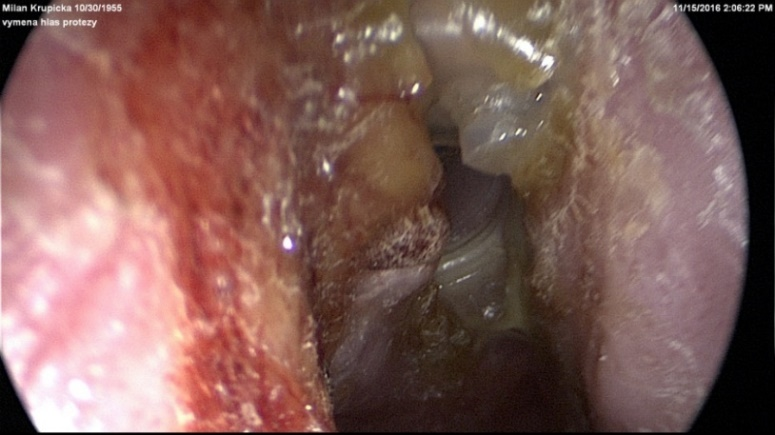 Milan Krupicka 10/30/1955
vymena hlas protezy
11/15/2016 2:06:22 PM